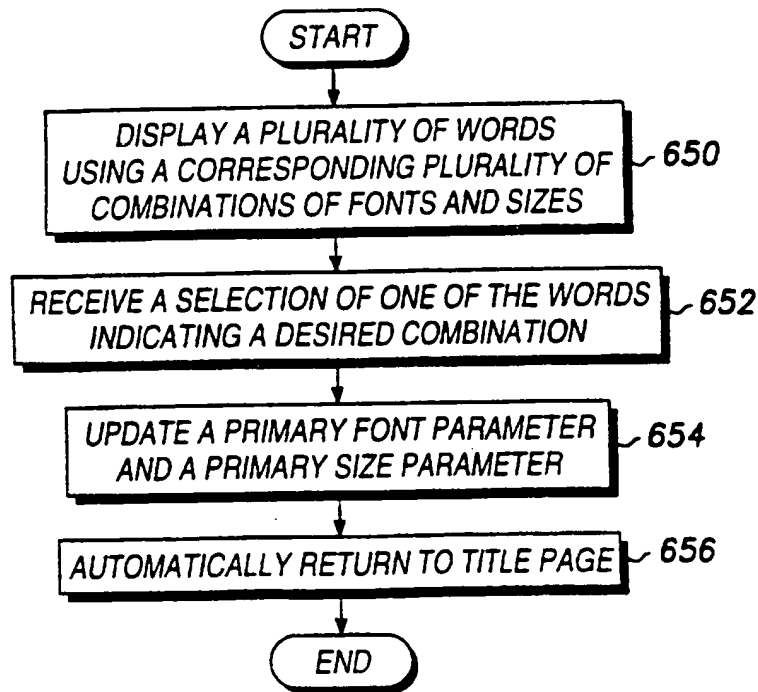 START
DISPLAY A PLURALITY OF WORDS
USING A CORRESPONDING PLURALITY OF
COMBINATIONS OF FONTS AND SIZES
650
RECEIVE A SELECTION OF ONE OF THE WORDS
INDICATING A DESIRED COMBINATION
652
UPDATE A PRIMARY FONT PARAMETER
AND A PRIMARY SIZE PARAMETER
654
AUTOMATICALLY RETURN TO TITLE PAGE
656
END